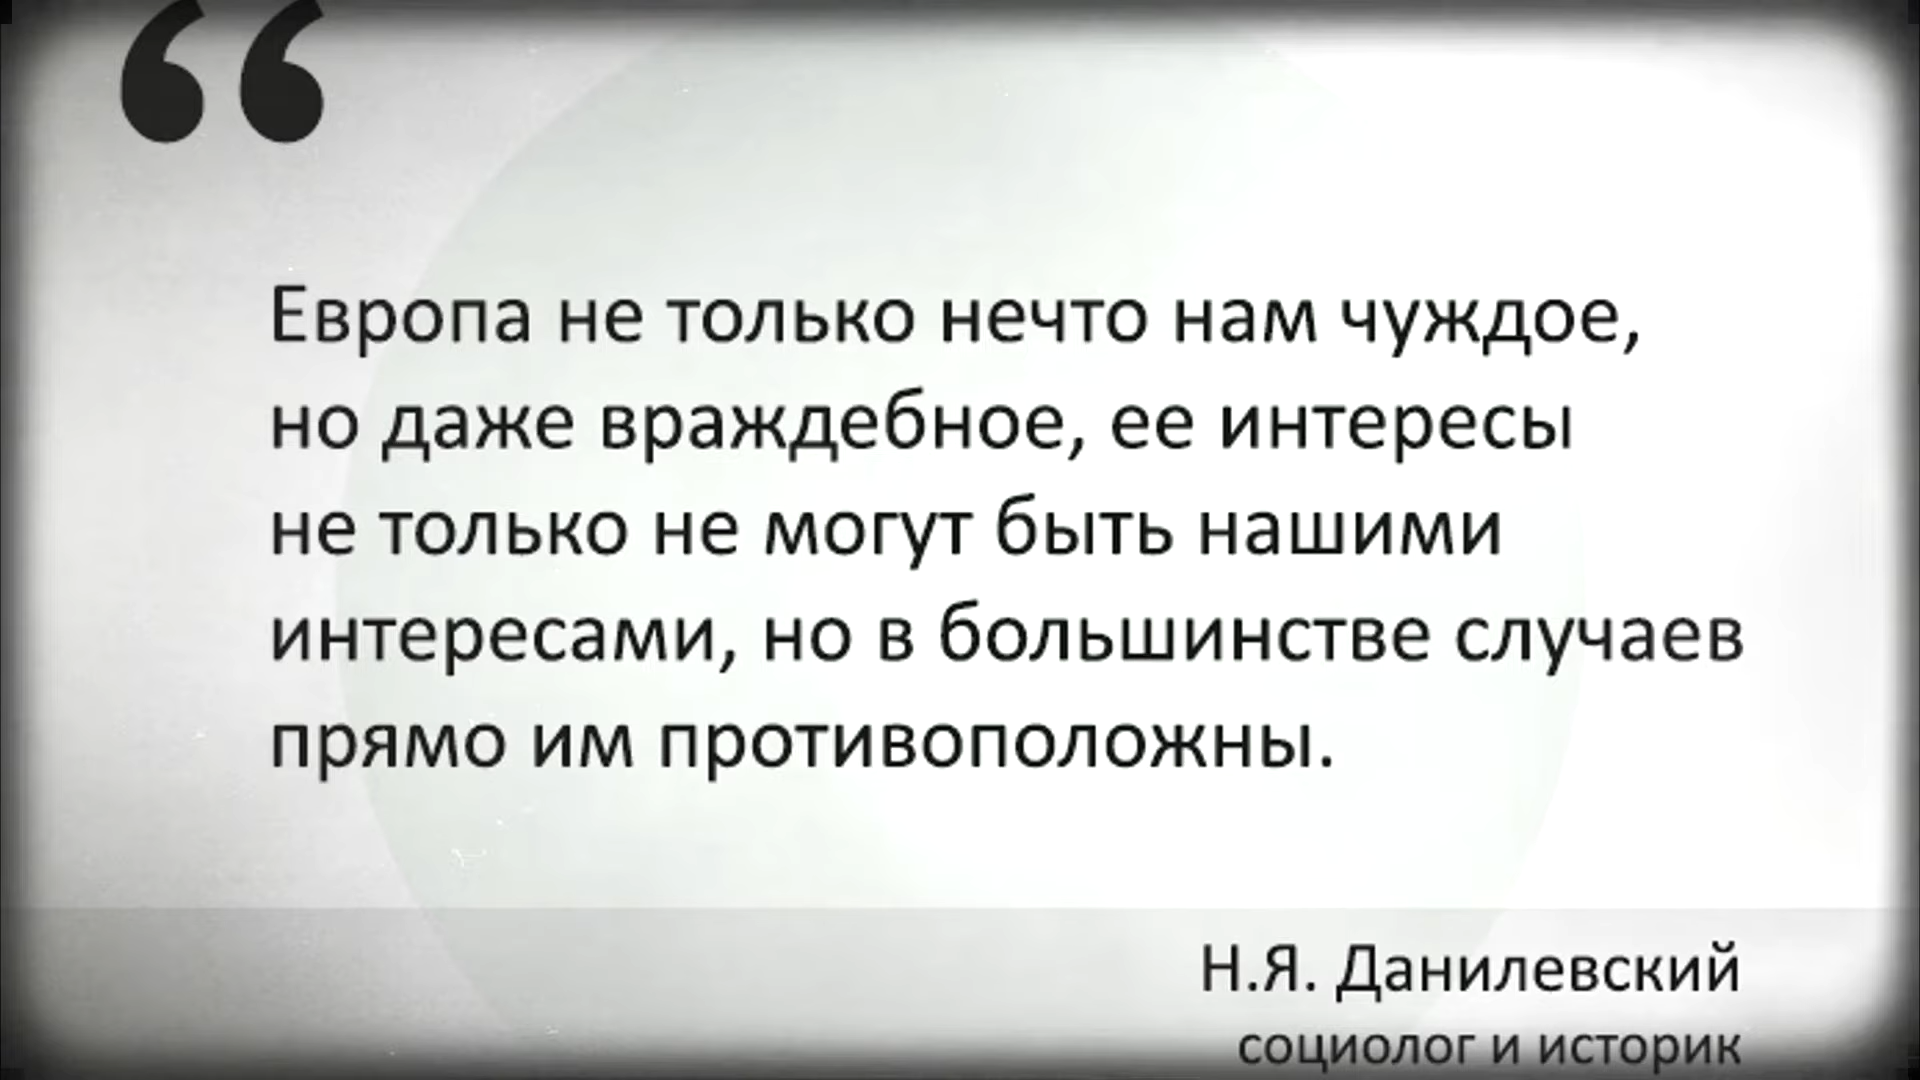 “
Европа не только нечто нам чуждое,
но даже враждебное, ее интересы
не только не могут быть нашими
интересами, но в большинстве случаев
прямо им противоположны.
Н.Я. Данилевский
социолог и историк